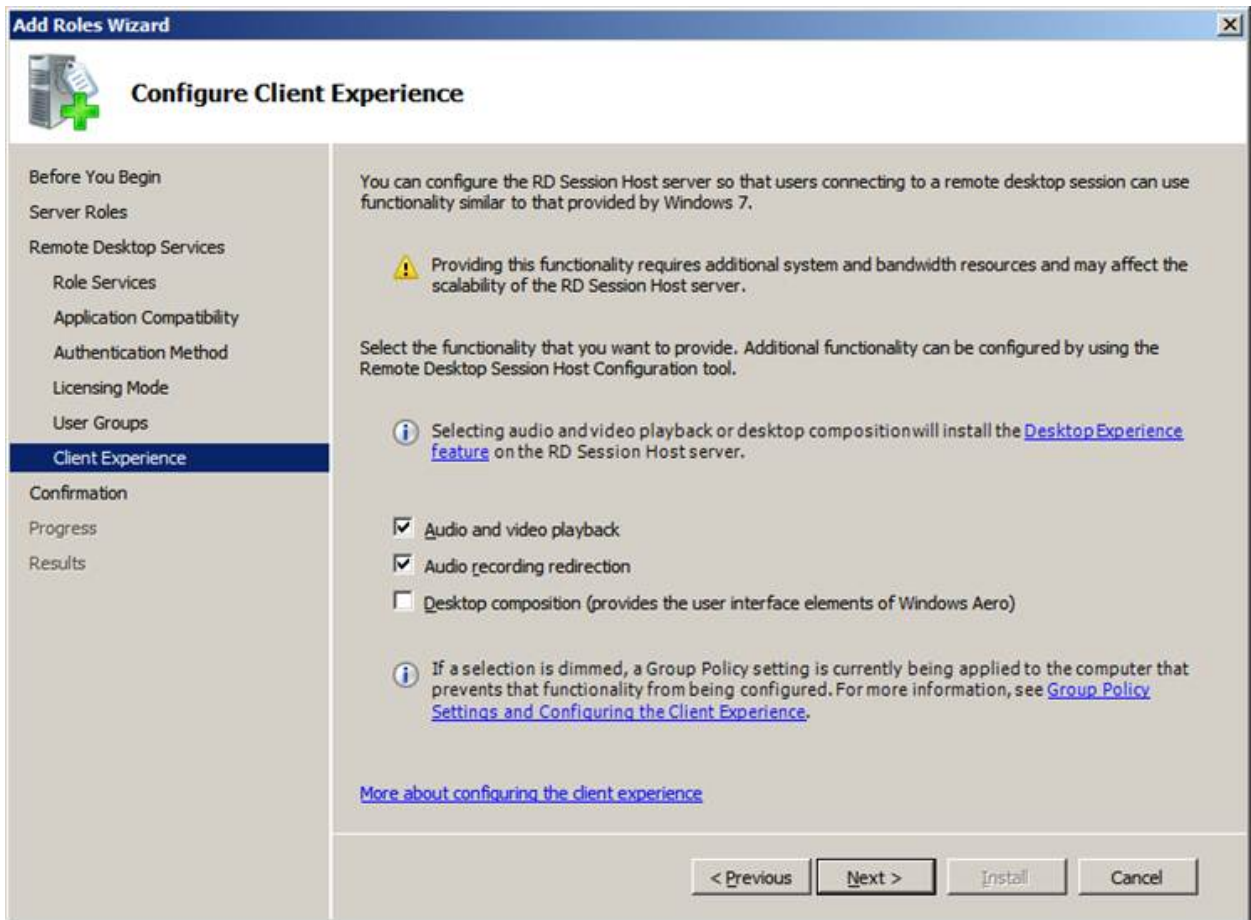 Add Roles Wizard
Configure Client Experience
Before You Begin
Server Roles
Remote Desktop Services
Role Services
Application Compatibility
Authentication Method
Licensing Mode
User Groups
Client Experience
Confirmation
Progress
Results
You can configure the RD Session Host server so that users connecting to a remote desktop session can use
functionality similar to that provided by Windows 7.
Providing this functionality requires additional system and bandwidth resources and may affect the
scalability of the RD Session Host server.
Select the functionality that you want to provide. Additional functionality can be configured by using the
Remote Desktop Session Host Configuration tool.
Selecting audio and video playback or desktop composition will install the Desktop Experience
feature on the RD Session Host server.
Audio and video playback
Audio recording redirection
Desktop composition (provides the user interface elements of Windows Aero)
If a selection is dimmed, a Group Policy setting is currently being applied to the computer that
prevents that functionality from being configured. For more information, see Group Policy
Settings and Configuring the Client Experience.
More about configuring the client experience
< Previous Next > Install Cancel